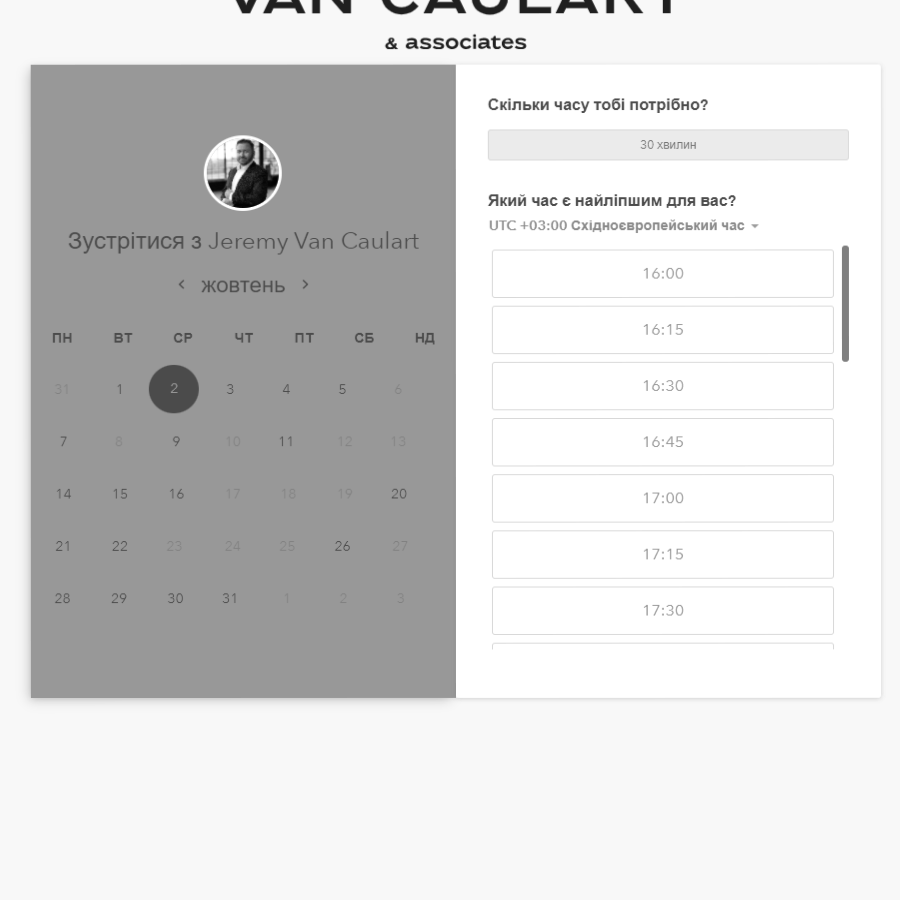 VAN CAULART
& associates
Зустрітися з Jeremy Van Caulart
жовтень
ПН ВТ СР ЧТ ПТ СБ НД
31 1 2 3 4 5 6
7 8 9 10 11 12 13
14 15 16 17 18 19 20
21 22 23 24 25 26 27
28 29 30 31 1 2 3
Скільки часу тобі потрібно?
30 хвилин
Який час є найліпшим для вас?
UTC +03:00 Східноєвропейський час
16:00
16:15
16:30
16:45
17:00
17:15
17:30